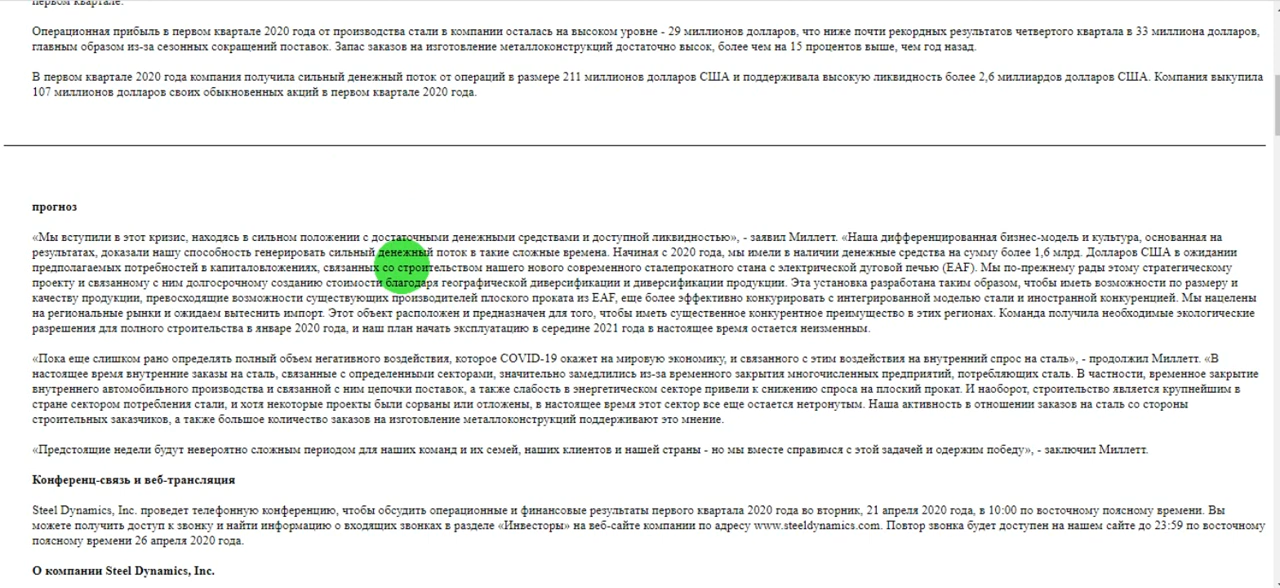 первом квартале.
Операционная прибыль в первом квартале 2020 года от производства стали в компании осталась на высоком уровне - 29 миллионов долларов, что ниже почти рекордных результатов четвертого квартала в 33 миллиона долларов,
главным образом из-за сезонных сокращений поставок. Запас заказов на изготовление металлоконструкций достаточно высок, более чем на 15 процентов выше, чем год назад.
В первом квартале 2020 года компания получила сильный денежный поток от операций в размере 211 миллионов долларов США и поддерживала высокую ликвидность более 2,6 миллиардов долларов США. Компания выкупила
107 миллионов долларов своих обыкновенных акций в первом квартале 2020 года.
прогноз
«Мы вступили в этот кризис, находясь в сильном положении с достаточными денежными средствами и доступной ликвидностью», - заявил Миллетт. «Наша дифференцированная бизнес-модель и культура, основанная на
результатах, доказали нашу способность генерировать сильный денежный поток в такие сложные времена. Начиная с 2020 года, мы имели в наличии денежные средства на сумму более 1,6 млрд. Долларов США в ожидании
предполагаемых потребностей в капиталовложениях, связанных со строительством нашего нового современного сталепрокатного стана с электрической дуговой печью (EAF). Мы по-прежнему рады этому стратегическому
проекту и связанному с ним долгосрочному созданию стоимости благодаря географической диверсификации и диверсификации продукции. Эта установка разработана таким образом, чтобы иметь возможности по размеру и
качеству продукции, превосходящие возможности существующих производителей плоского проката из EAF, еще более эффективно конкурировать с интегрированной моделью стали и иностранной конкуренцией. Мы нацелены
на региональные рынки и ожидаем вытеснить импорт. Этот объект расположен и предназначен для того, чтобы иметь существенное конкурентное преимущество в этих регионах. Команда получила необходимые экологические
разрешения для полного строительства в январе 2020 года, и наш план начать эксплуатацию в середине 2021 года в настоящее время остается неизменным.
«Пока еще слишком рано определять полный объем негативного воздействия, которое COVID-19 окажет на мировую экономику, и связанного с этим воздействия на внутренний спрос на сталь», - продолжил Миллетт. «В
настоящее время внутренние заказы на сталь, связанные с определенными секторами, значительно замедлились из-за временного закрытия многочисленных предприятий, потребляющих сталь. В частности, временное закрытие
внутреннего автомобильного производства и связанной с ним цепочки поставок, а также слабость в энергетическом секторе привели к снижению спроса на плоский прокат. И наоборот, строительство является крупнейшим в
стране сектором потребления стали, и хотя некоторые проекты были сорваны или отложены, в настоящее время этот сектор все еще остается нетронутым. Наша активность в отношении заказов на сталь со стороны
строительных заказчиков, а также большое количество заказов на изготовление металлоконструкций поддерживают это мнение.
«Предстоящие недели будут невероятно сложным периодом для наших команд и их семей, наших клиентов и нашей страны - но мы вместе справимся с этой задачей и одержим победу», - заключил Миллетт.
Конференц-связь и веб-трансляция
Steel Dynamics, Inc. проведет телефонную конференцию, чтобы обсудить операционные и финансовые результаты первого квартала 2020 года во вторник, 21 апреля 2020 года, в 10:00 по восточному поясному времени. Вы
можете получить доступ к звонку и найти информацию о входящих звонках в разделе «Инвесторы» на веб-сайте компании по адресу www.steeldynamics.com. Повтор звонка будет доступен на нашем сайте до 23:59 по восточному
поясному времени 26 апреля 2020 года.
О компании Steel Dynamics, Inc.